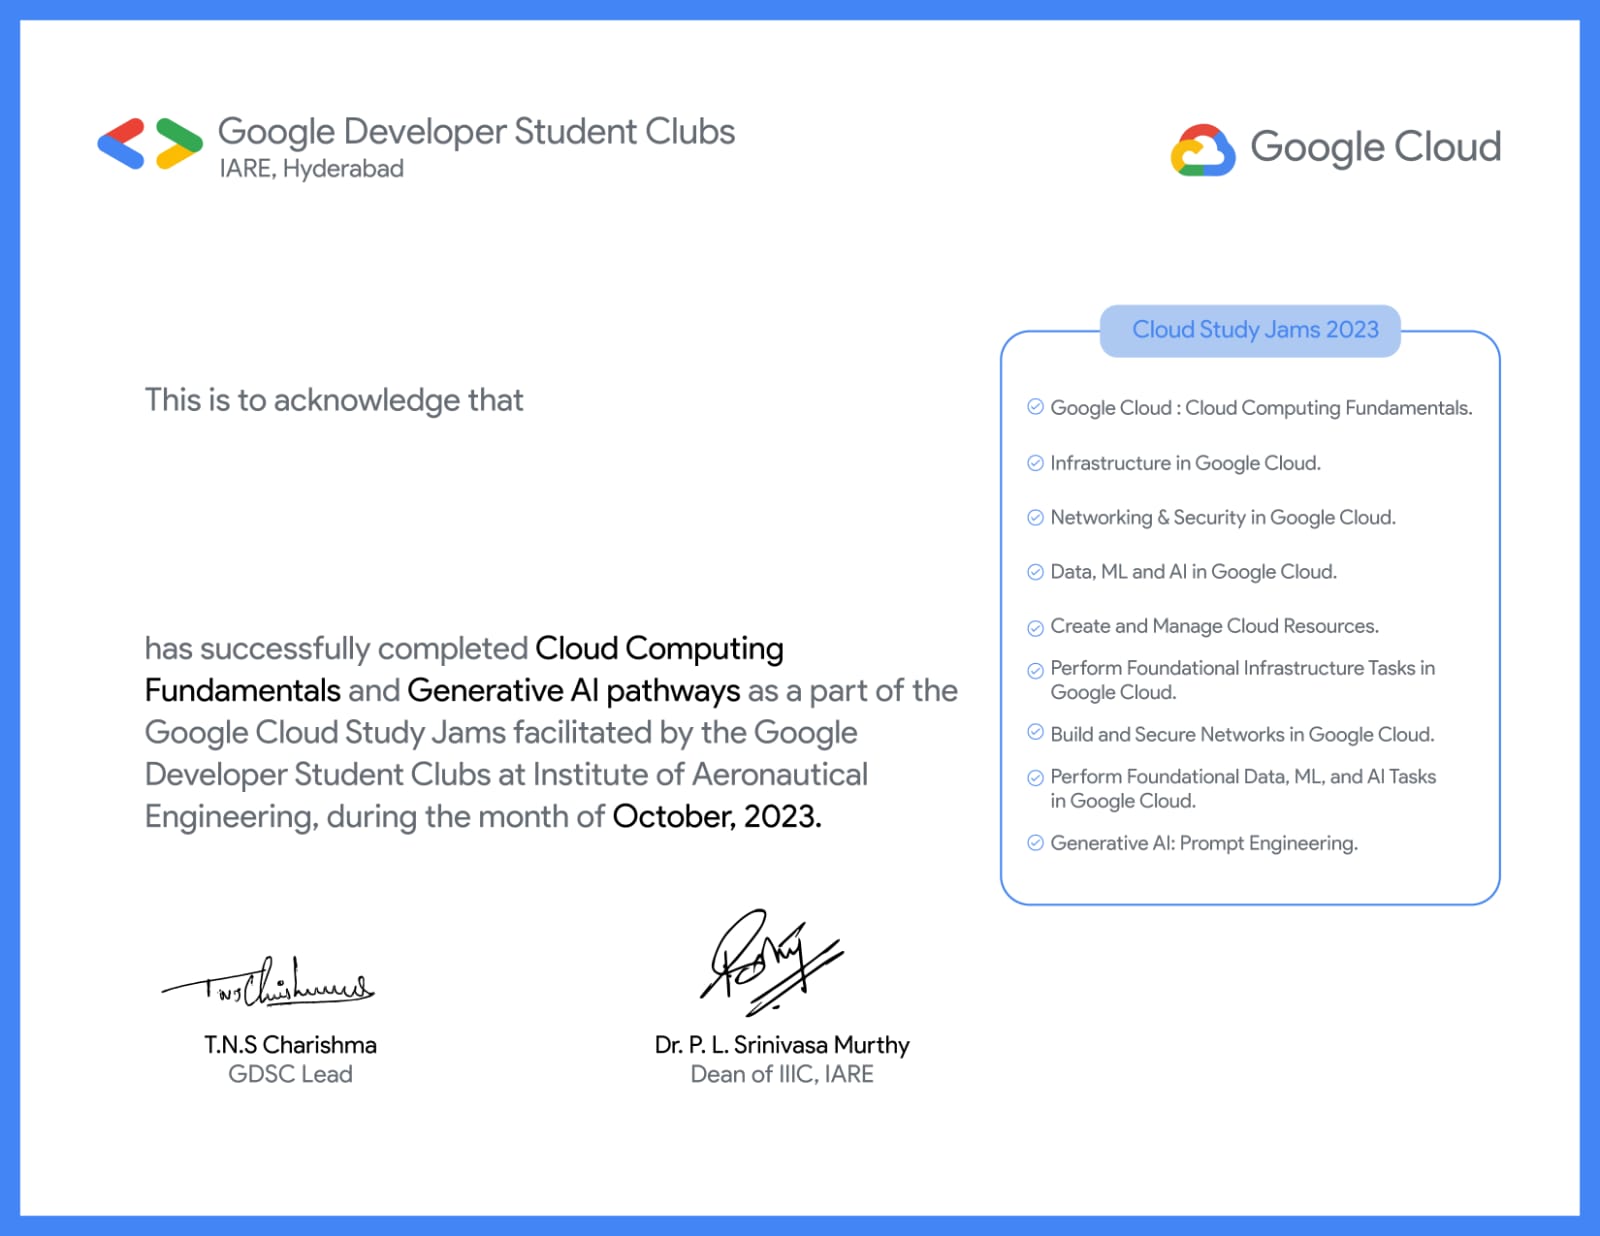 Google Developer Student Clubs
IARE, Hyderabad
Google Cloud
This is to acknowledge that
has successfully completed Cloud Computing
Fundamentals and Generative AI pathways as a part of the
Google Cloud Study Jams facilitated by the Google
Developer Student Clubs at Institute of Aeronautical
Engineering, during the month of October, 2023.
Cloud Study Jams 2023
Google Cloud : Cloud Computing Fundamentals.
Infrastructure in Google Cloud.
Networking & Security in Google Cloud.
Data, ML and AI in Google Cloud.
Create and Manage Cloud Resources.
Perform Foundational Infrastructure Tasks in
Google Cloud.
Build and Secure Networks in Google Cloud.
Perform Foundational Data, ML, and AI Tasks
in Google Cloud.
Generative AI: Prompt Engineering.
T.N.S Charishma
GDSC Lead
Dr. P. L. Srinivasa Murthy
Dean of IIIC, IARE